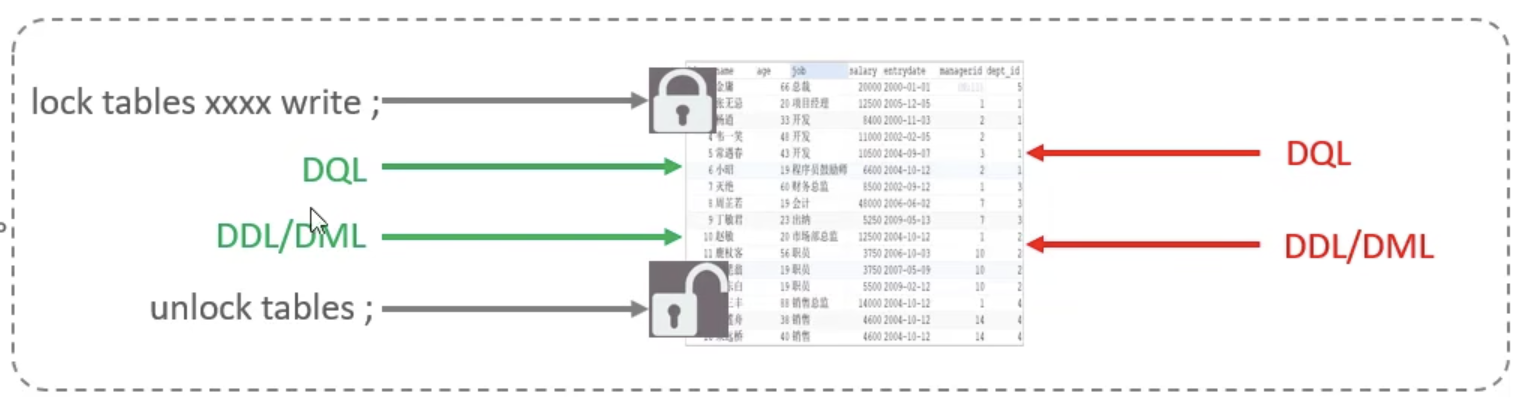 lock tables xxxx write ;
DQL
DDL/DML
unlock tables ;
name age job salary entrydate managerid dept_id
金庸 66 总裁 20000 2000-01-01 5
张无忌 20 项目经理 12500 2005-12-05 1 1
杨逍 33 开发 8400 2000-11-03 2 1
4 韦一笑 48 开发 11000 2002-02-05 2 1
5 常遇春 43 开发 10500 2004-09-07 3 1
6 小昭 19 程序员鼓励师 6600 2004-10-12 2 1
7 灭绝 60 财务总监 8500 2002-09-12 1 3
8 周芷若 19 会计 48000 2006-06-02 7 3
9 丁敏君 23 出纳 5250 2009-05-13 7 3
10 赵敏 20 市场部总监 12500 2004-10-12 1 2
11 鹿杖客 56 职员 3750 2006-10-03 10 2
19 职员 3750 2007-05-09 10 2
东白 19 职员 5500 2009-02-12 10 2
三丰 88 销售总监 14000 2004-10-12 1 4
舟 38 销售 4600 2004-10-12 14 4
桥 40 销售 4600 2004-10-12 14 4
DQL
DDL/DML